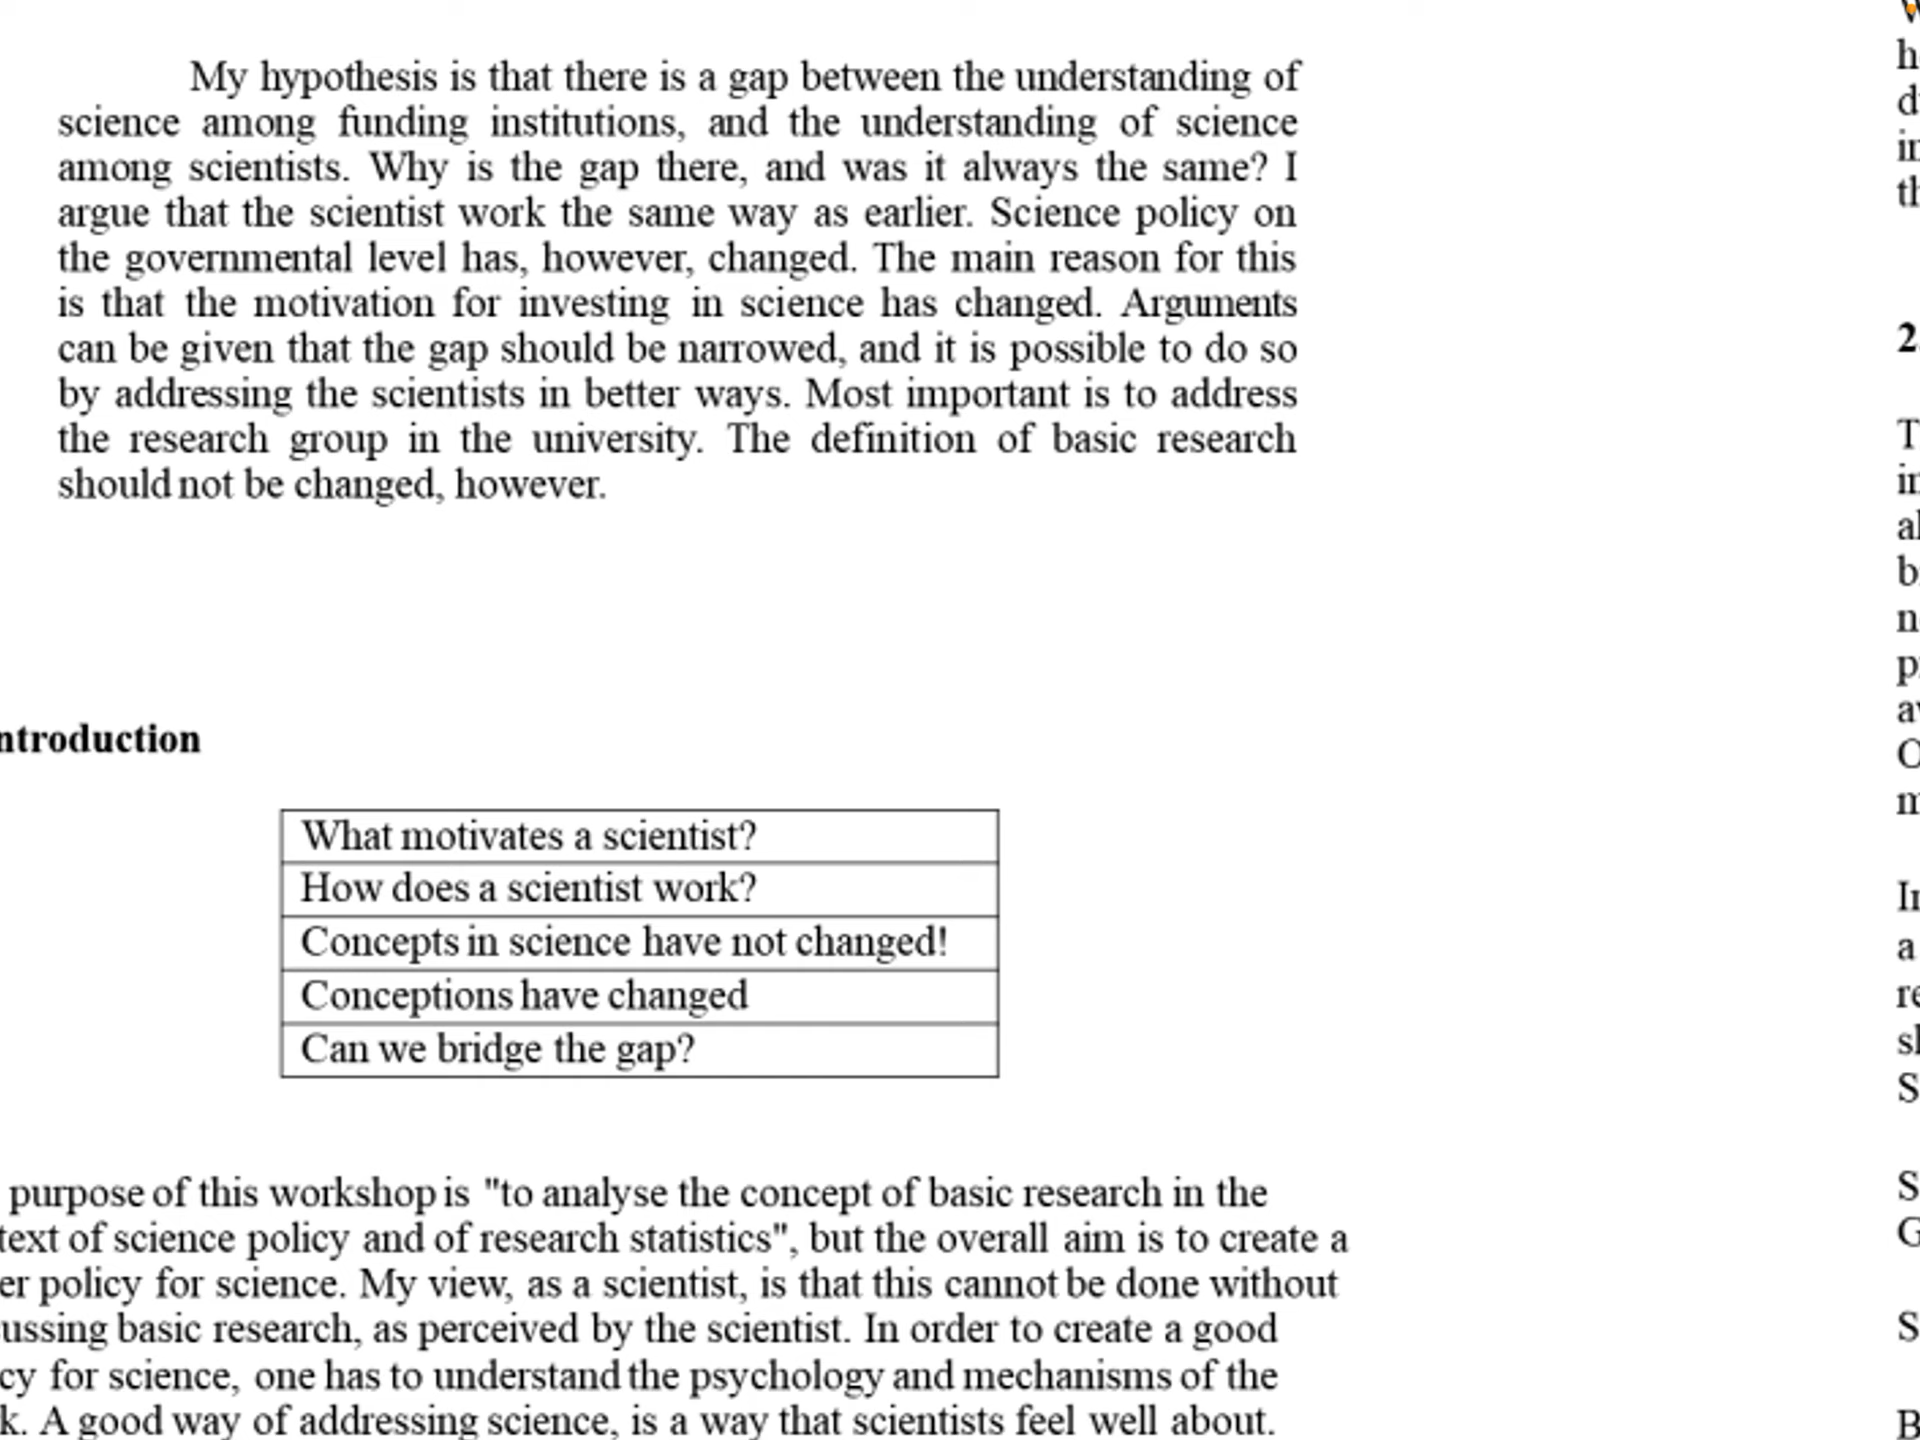 My hypothesis is that there is a gap between the understanding of
science among funding institutions, and the understanding of science
among scientists. Why is the gap there, and was it always the same? I
argue that the scientist work the same way as earlier. Science policy on
the governmental level has, however, changed. The main reason for this
is that the motivation for investing in science has changed. Arguments
can be given that the gap should be narrowed, and it is possible to do so
by addressing the scientists in better ways. Most important is to address
the research group in the university. The definition of basic research
should not be changed, however.
ntroduction
What motivates a scientist?
How does a scientist work?
Concepts in science have not changed!
Conceptions have changed
Can we bridge the gap?
purpose of this workshop is "to analyse the concept of basic research in the
text of science policy and of research statistics", but the overall aim is to create a
er policy for science. My view, as a scientist, is that this cannot be done without
ussing basic research, as perceived by the scientist. In order to create a good
cy for science, one has to understand the psychology and mechanisms of the
k. A good way of addressing science, is a way that scientists feel well about.